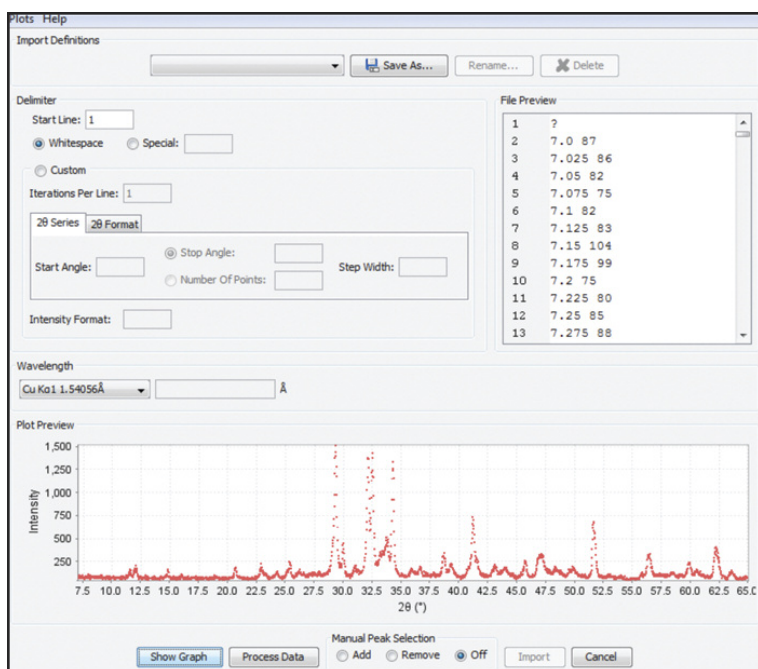 Plots Help
Import Definitions
Save As... Rename... Delete
Delimiter
Start Line: 1
Whitespace Special:
Custom
Iterations Per Line: 1
2θ Series 2θ Format
Start Angle: Stop Angle: Step Width:
Number Of Points:
Intensity Format:
File Preview
1 ?
2 7.0 87
3 7.025 86
4 7.05 82
5 7.075 75
6 7.1 82
7 7.125 83
8 7.15 104
9 7.175 99
10 7.2 75
11 7.225 80
12 7.25 85
13 7.275 88
Wavelength
Cu Kα1 1.54056Å Å
Plot Preview
Intensity
1,500
1,250
1,000
750
500
250
7.5 10.0 12.5 15.0 17.5 20.0 22.5 25.0 27.5 30.0 32.5 35.0 37.5 40.0 42.5 45.0 47.5 50.0 52.5 55.0 57.5 60.0 62.5 65.0
2θ (°)
Manual Peak Selection
Show Graph Process Data Add Remove Off Import Cancel